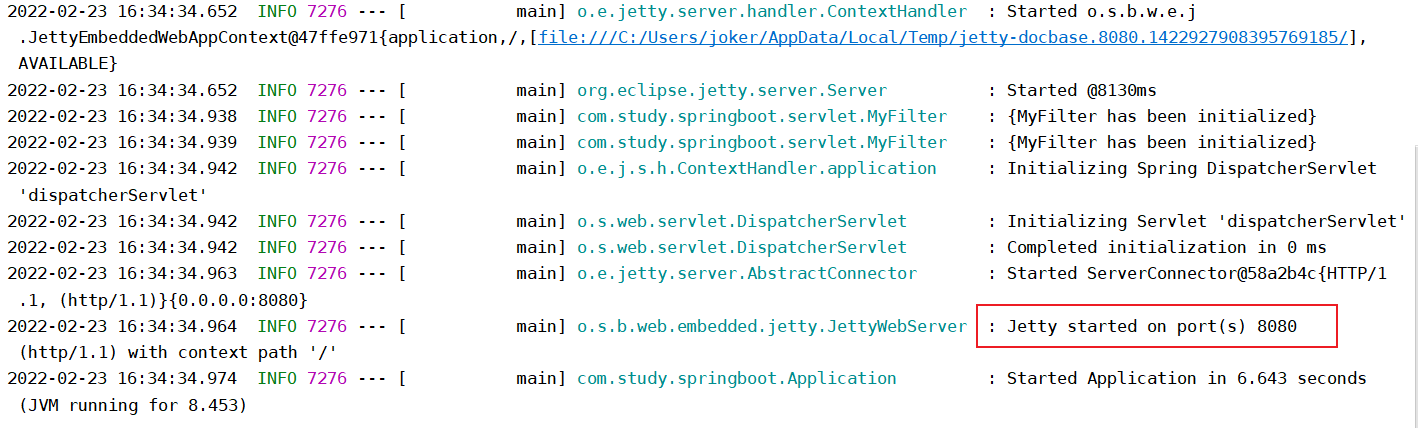 2022-02-23 16:34:34.652  INFO 7276 --- [           main] o.e.jetty.server.handler.ContextHandler  : Started o.s.b.w.e.j
.JettyEmbeddedWebAppContext@47ffe971{application,/,[file:///C:/Users/joker/AppData/Local/Temp/jetty-docbase.8080.1422927908395769185/],
AVAILABLE}
2022-02-23 16:34:34.652  INFO 7276 --- [           main] org.eclipse.jetty.server.Server          : Started @8130ms
2022-02-23 16:34:34.938  INFO 7276 --- [           main] com.study.springboot.servlet.MyFilter    : {MyFilter has been initialized}
2022-02-23 16:34:34.939  INFO 7276 --- [           main] com.study.springboot.servlet.MyFilter    : {MyFilter has been initialized}
2022-02-23 16:34:34.942  INFO 7276 --- [           main] o.e.j.s.h.ContextHandler.application     : Initializing Spring DispatcherServlet
'dispatcherServlet'
2022-02-23 16:34:34.942  INFO 7276 --- [           main] o.s.web.servlet.DispatcherServlet        : Initializing Servlet 'dispatcherServlet'
2022-02-23 16:34:34.942  INFO 7276 --- [           main] o.s.web.servlet.DispatcherServlet        : Completed initialization in 0 ms
2022-02-23 16:34:34.963  INFO 7276 --- [           main] o.e.jetty.server.AbstractConnector       : Started ServerConnector@58a2b4c{HTTP/1
.1, (http/1.1)}{0.0.0.0:8080}
2022-02-23 16:34:34.964  INFO 7276 --- [           main] o.s.b.web.embedded.jetty.JettyWebServer  : Jetty started on port(s) 8080
(http/1.1) with context path '/'
2022-02-23 16:34:34.974  INFO 7276 --- [           main] com.study.springboot.Application         : Started Application in 6.643 seconds
(JVM running for 8.453)